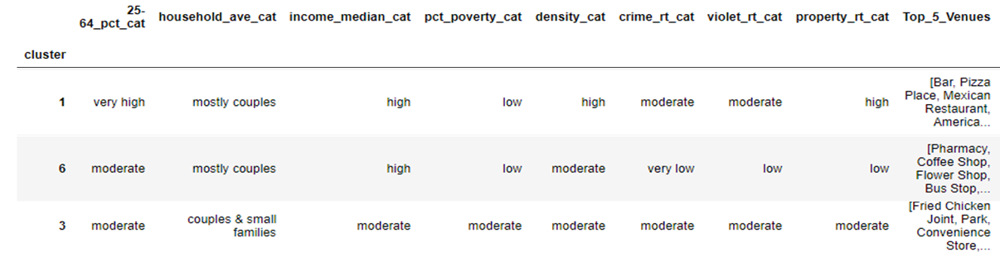 25-
64_pct_cat household_ave_cat income_median_cat pct_poverty_cat density_cat crime_rt_cat violet_rt_cat property_rt_cat Top_5_Venues
cluster
1 very high mostly couples high low high moderate moderate high [Bar, Pizza
Place, Mexican
Restaurant,
America...
6 moderate mostly couples high low moderate very low low low [Pharmacy,
Coffee Shop,
Flower Shop,
Bus Stop,...
3 moderate couples & small
families moderate moderate moderate moderate moderate moderate [Fried Chicken
Joint, Park,
Convenience
Store,...